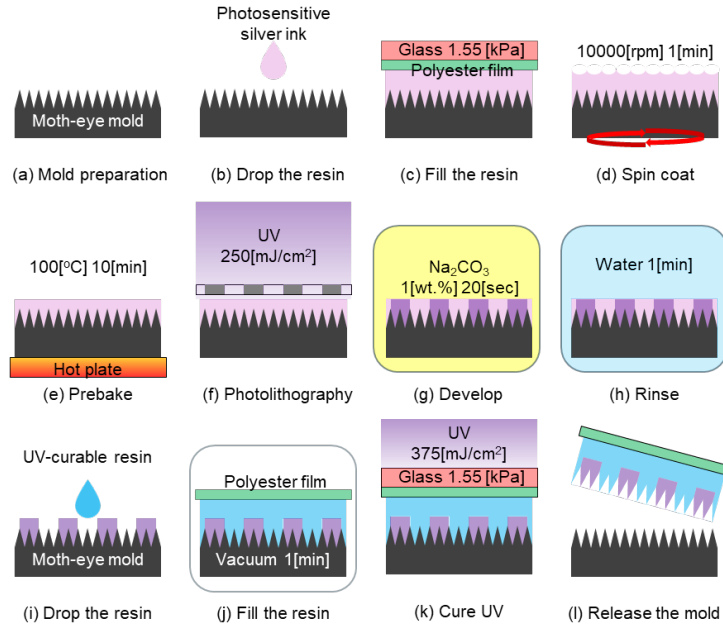 Photosensitive
silver ink
Moth-eye mold
(a) Mold preparation
(b) Drop the resin
Glass 1.55 [kPa]
Polyester film
(c) Fill the resin
10000[rpm] 1[min]
(d) Spin coat
100[°C] 10[min]
Hot plate
(e) Prebake
UV
250[mJ/cm²]
(f) Photolithography
Na₂CO₃
1[wt.%] 20[sec]
(g) Develop
Water 1[min]
(h) Rinse
UV-curable resin
Moth-eye mold
(i) Drop the resin
Polyester film
Vacuum 1[min]
(j) Fill the resin
UV
375[mJ/cm²]
Glass 1.55 [kPa]
(k) Cure UV
(l) Release the mold